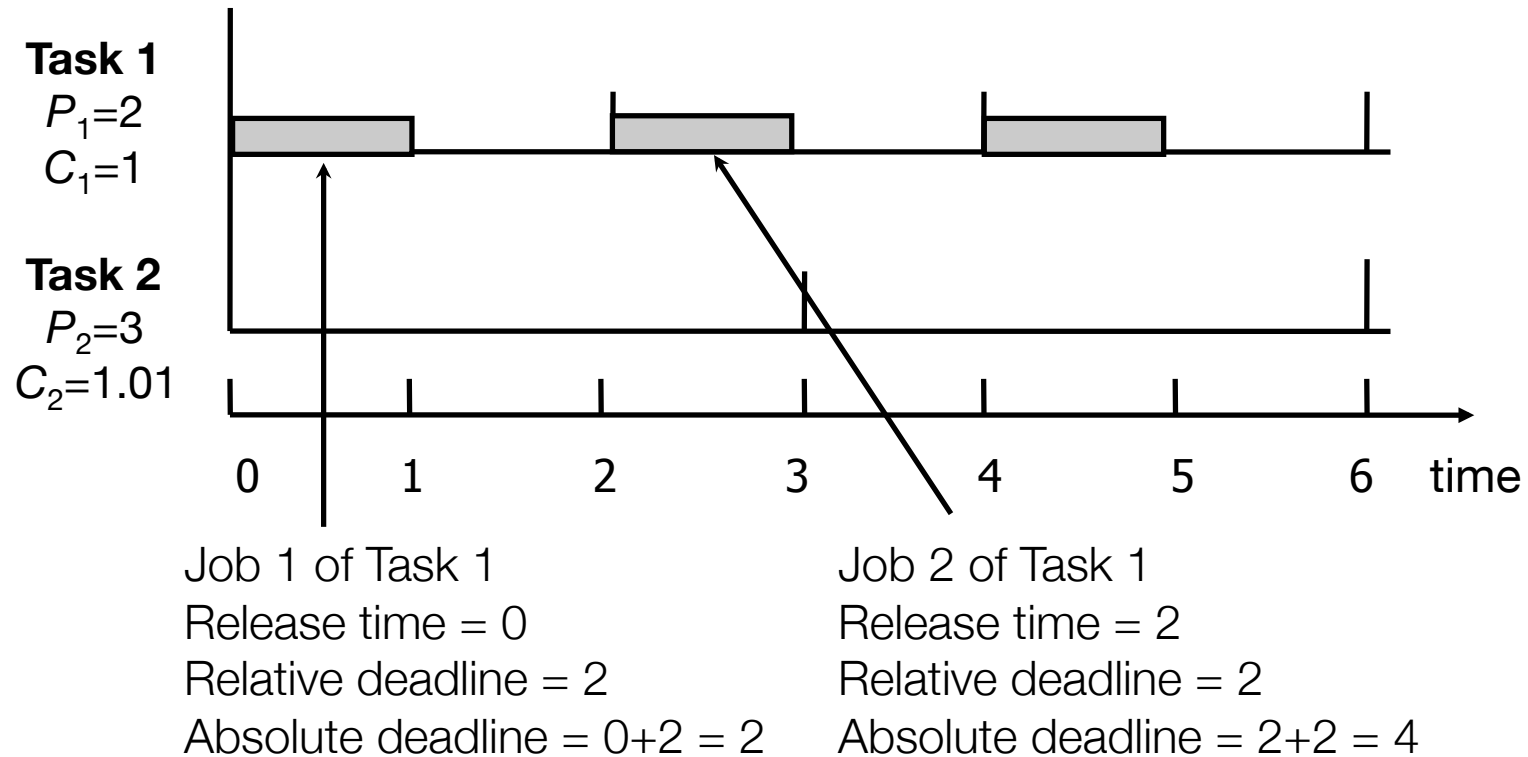 Task 1
P₁=2
C₁=1
Task 2
P₂=3
C₂=1.01
0 1 2 3 4 5 6 time
Job 1 of Task 1
Release time = 0
Relative deadline = 2
Absolute deadline = 0+2 = 2
Job 2 of Task 1
Release time = 2
Relative deadline = 2
Absolute deadline = 2+2 = 4